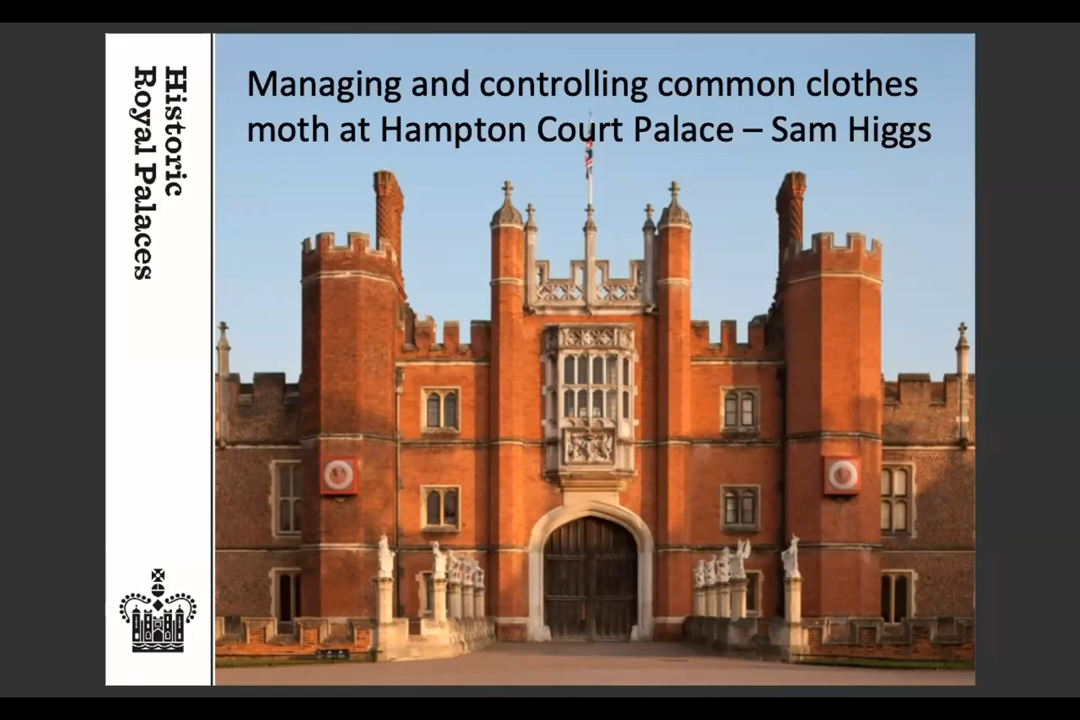 Historic
Royal Palaces
Managing and controlling common clothes
moth at Hampton Court Palace – Sam Higgs